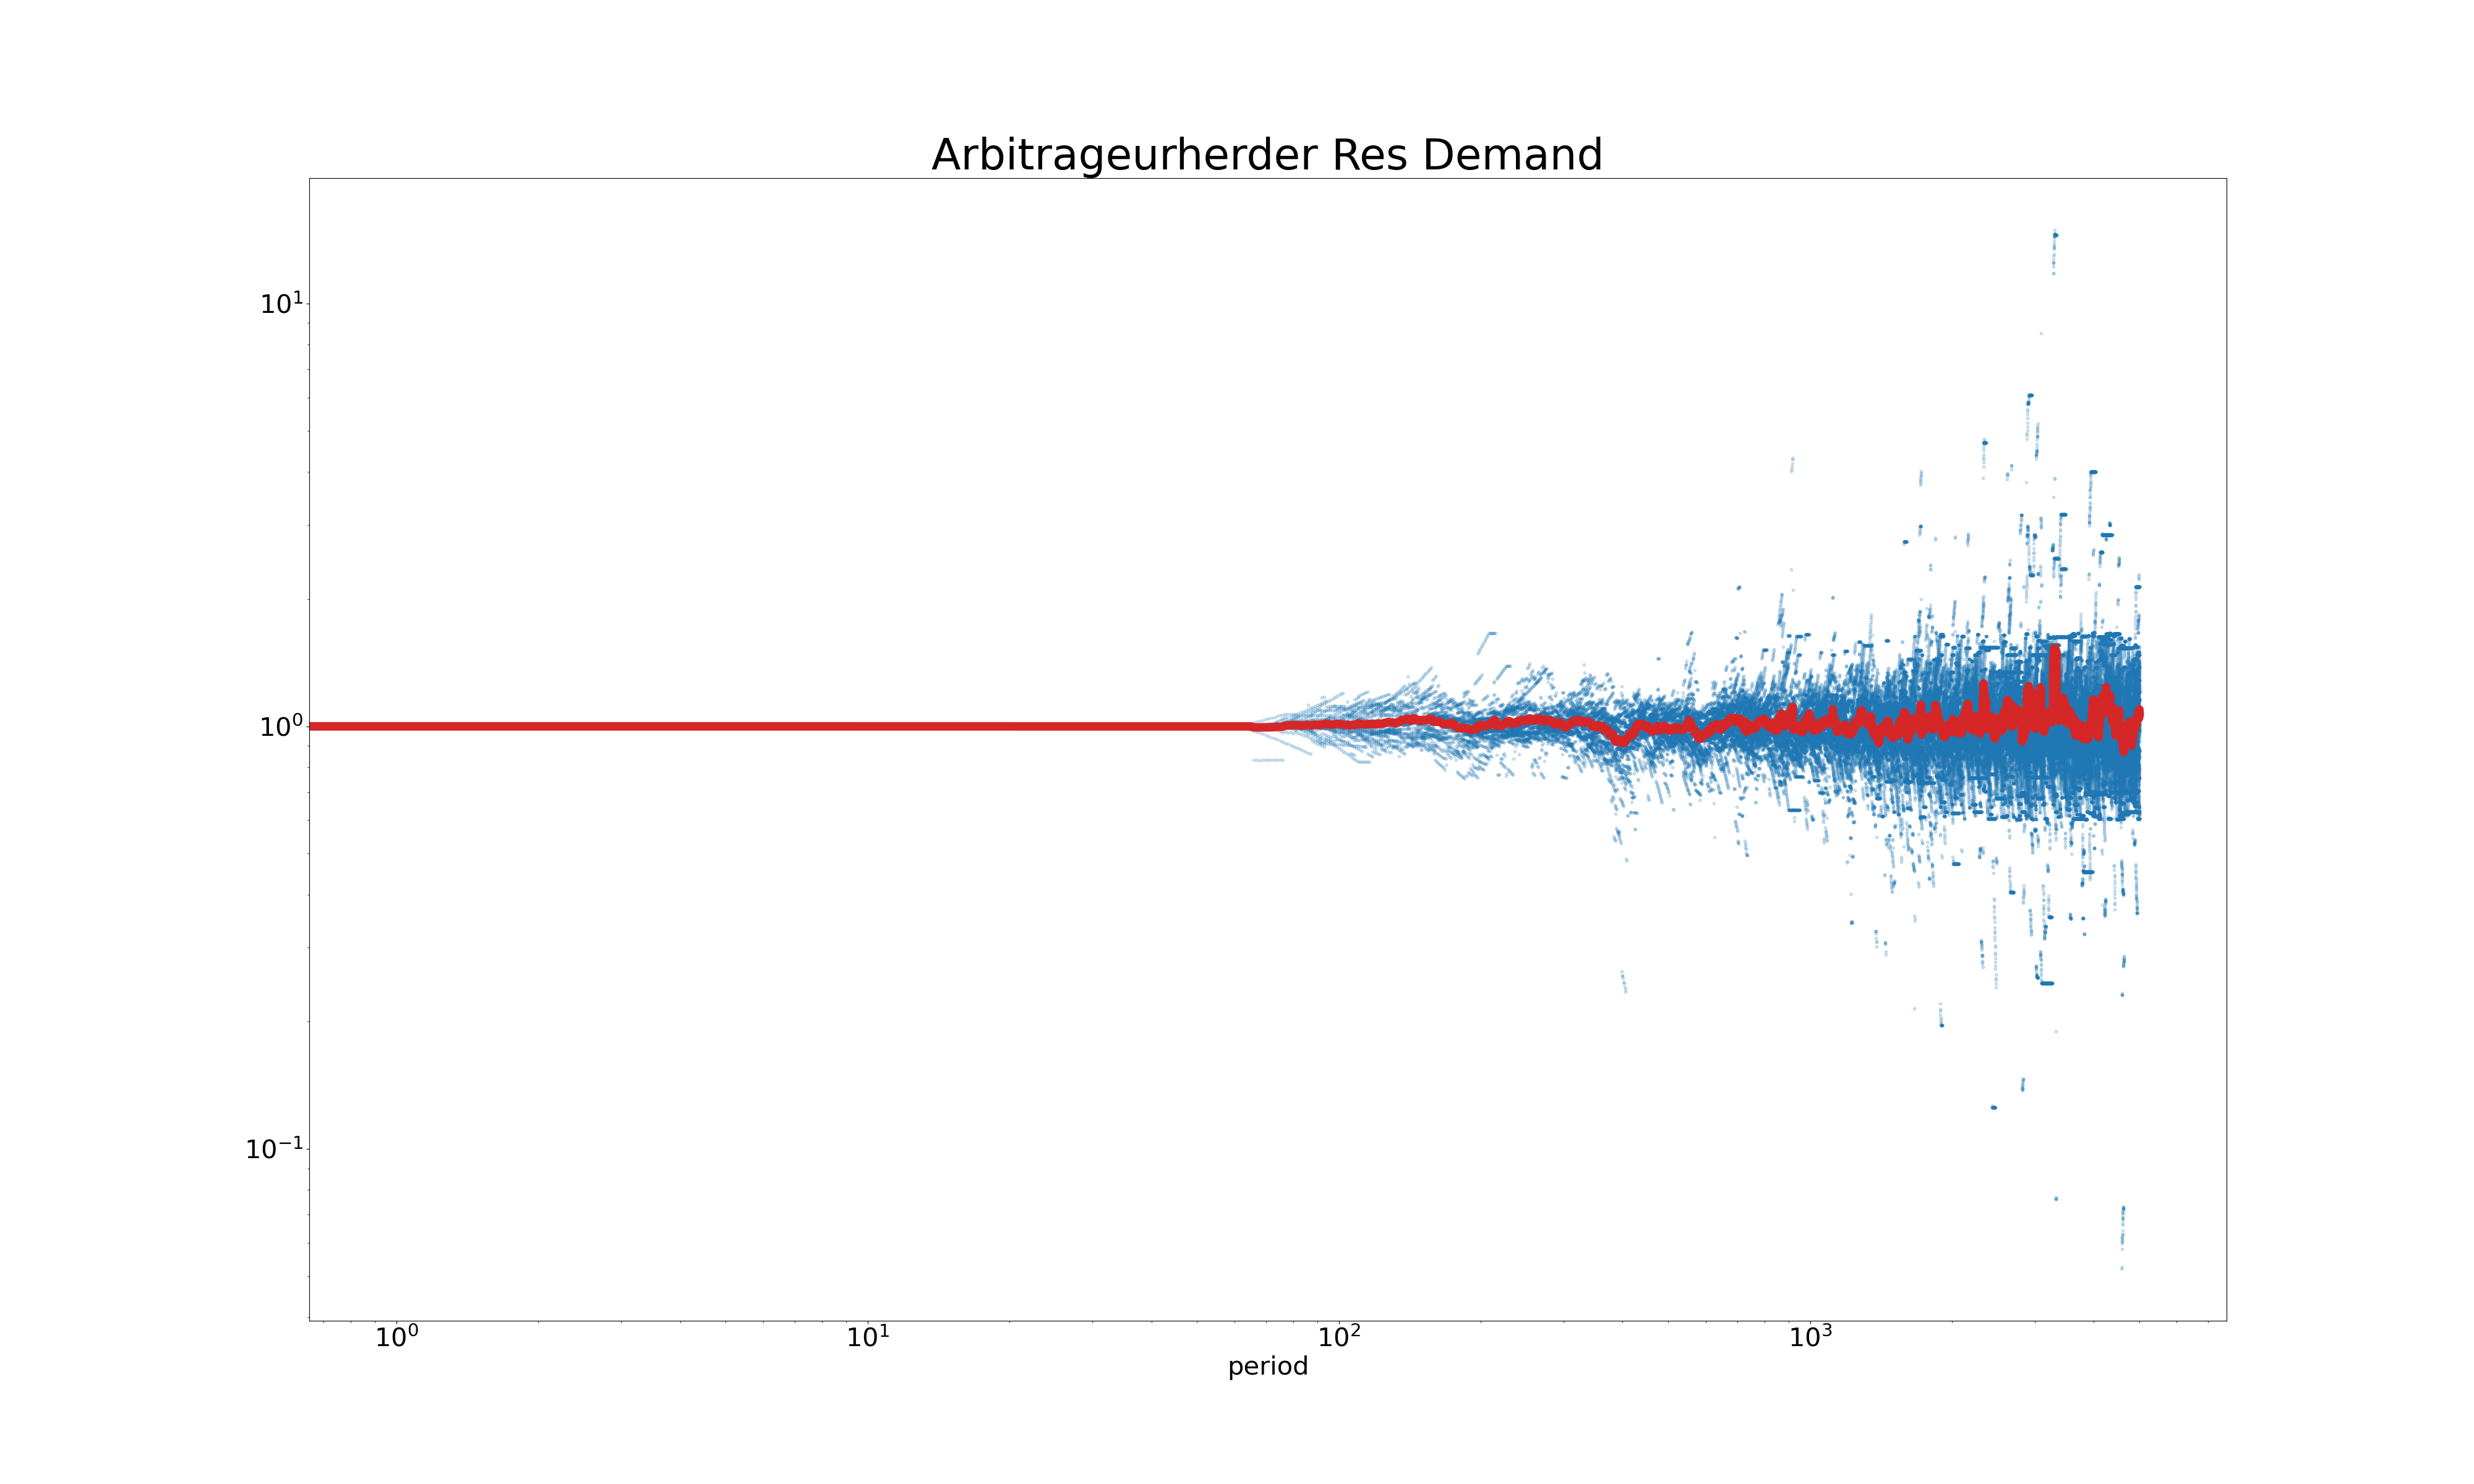 Arbitrageurherder Res Demand
10¹
10⁰
10⁻¹
10⁰ 10¹ 10² 10³
period